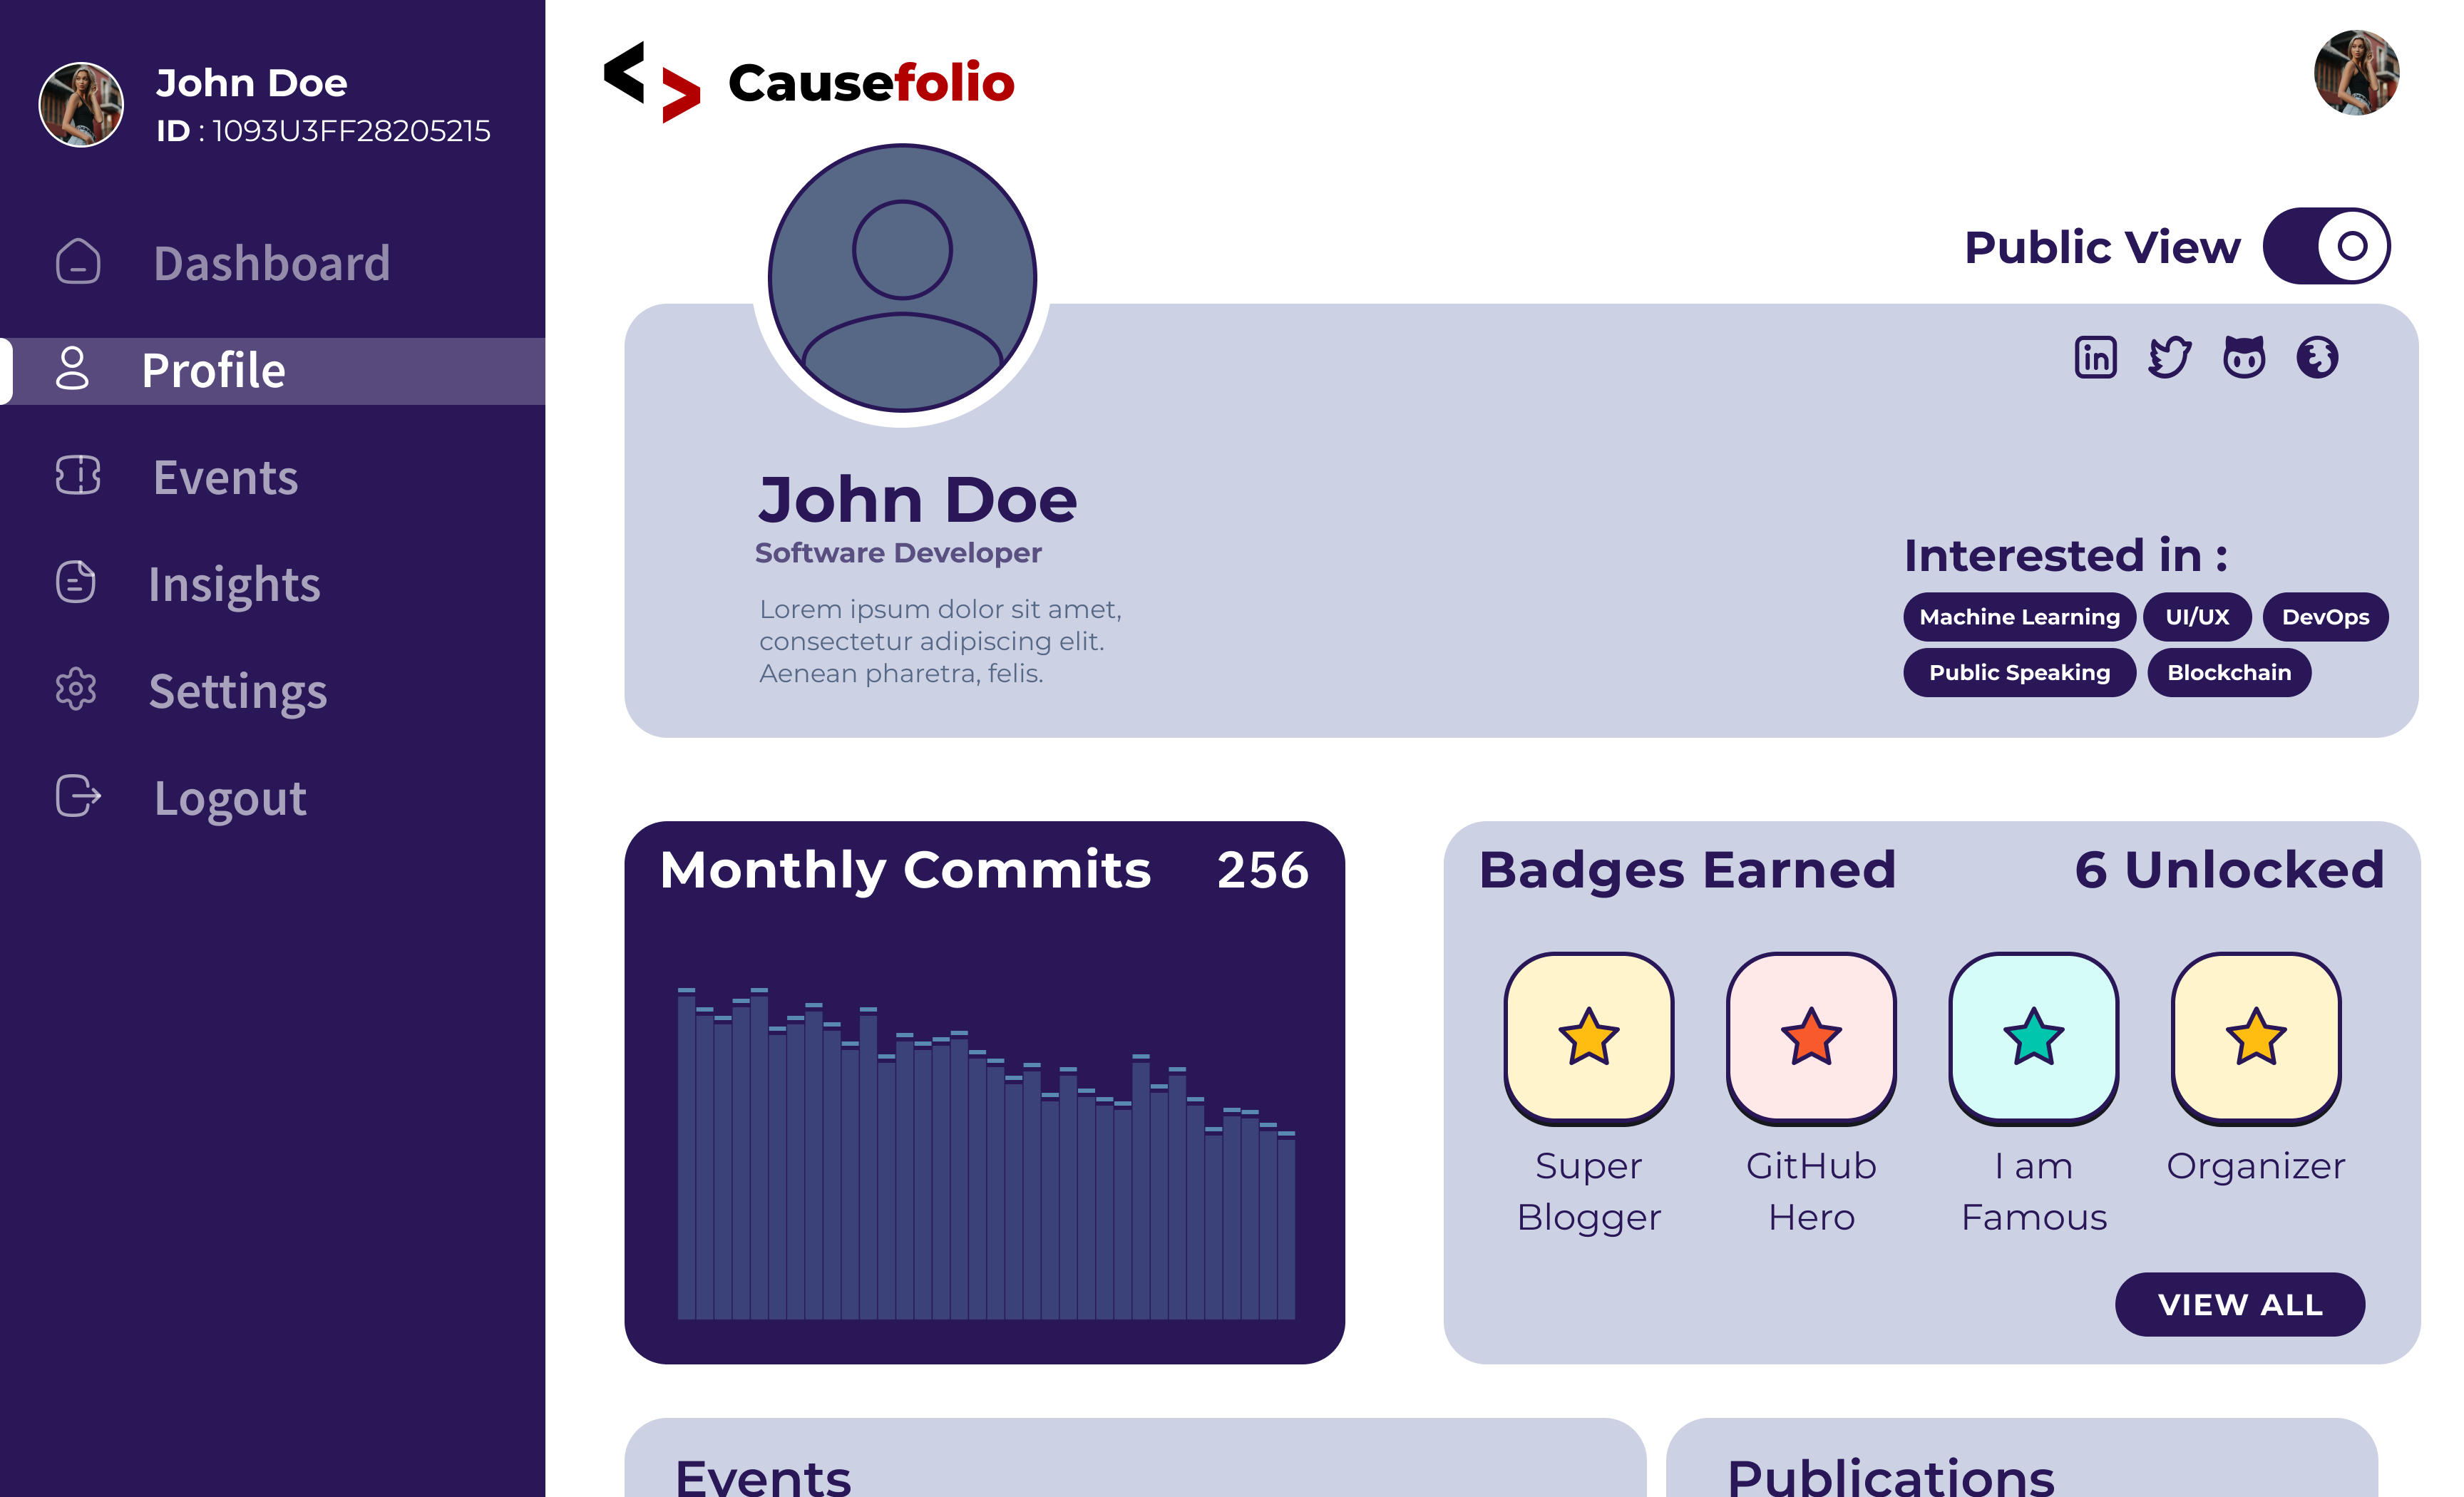 John Doe
ID : 1093U3FF28205215
Dashboard
Profile
Events
Insights
Settings
Logout
Causefolio
Public View
in
John Doe
Software Developer
Lorem ipsum dolor sit amet,
consectetur adipiscing elit.
Aenean pharetra, felis.
Interested in :
Machine Learning UI/UX DevOps
Public Speaking Blockchain
Monthly Commits 256
Badges Earned 6 Unlocked
Super
Blogger
GitHub
Hero
I am
Famous
Organizer
VIEW ALL
Events
Publications